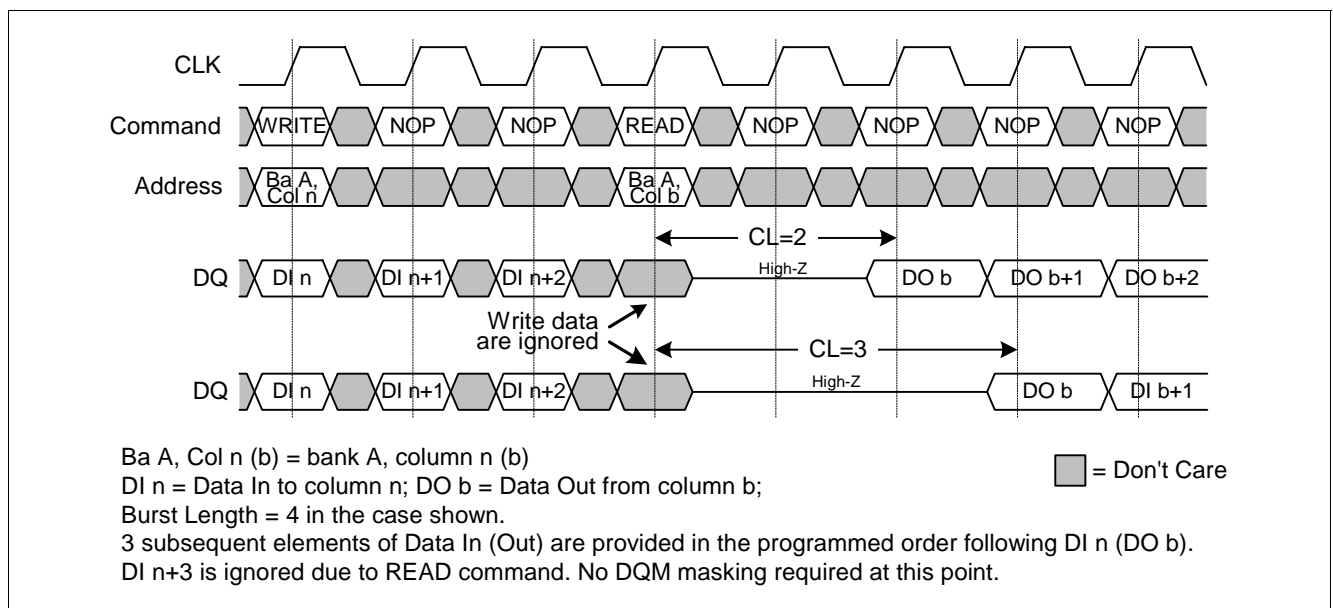 CLK
Command WRITE NOP NOP READ NOP NOP NOP NOP
Address Ba A, Col n Ba A, Col b
CL=2
DQ DI n DI n+1 DI n+2 High-Z DO b DO b+1 DO b+2
Write data
are ignored
CL=3
DQ DI n DI n+1 DI n+2 High-Z DO b DI b+1
Ba A, Col n (b) = bank A, column n (b)
DI n = Data In to column n; DO b = Data Out from column b;
= Don't Care
Burst Length = 4 in the case shown.
3 subsequent elements of Data In (Out) are provided in the programmed order following DI n (DO b).
DI n+3 is ignored due to READ command. No DQM masking required at this point.